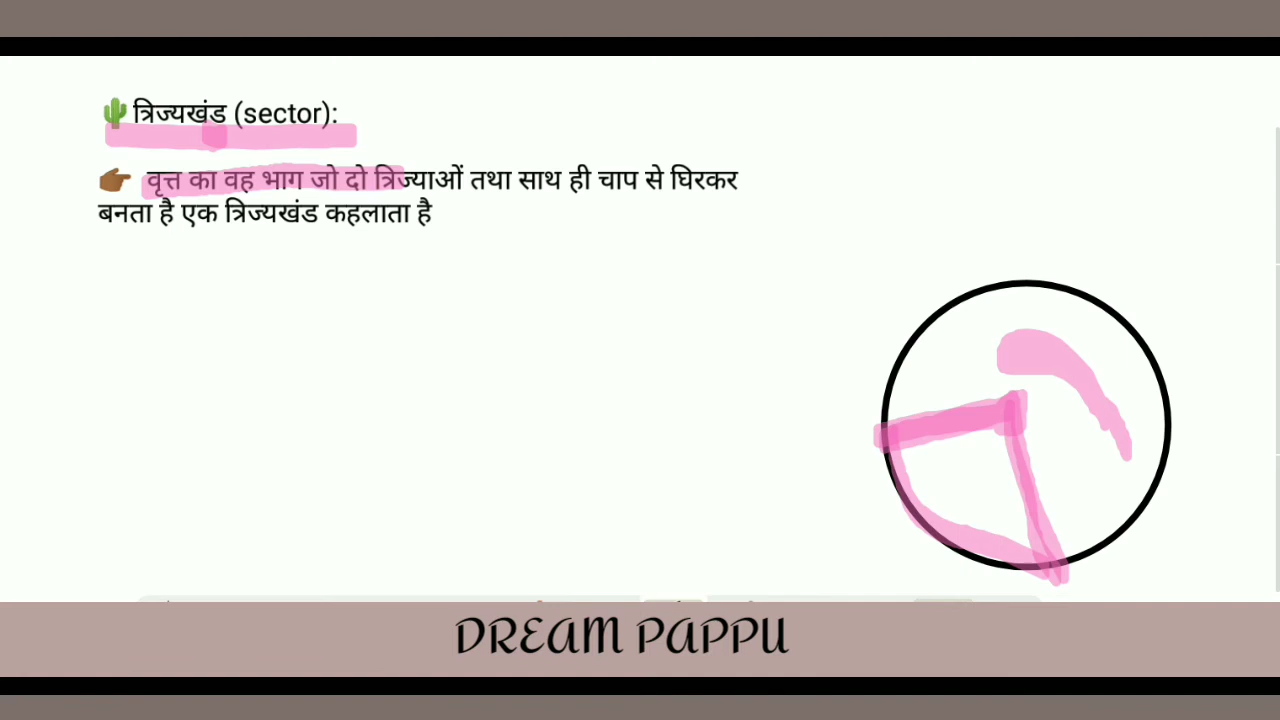 🌵त्रिज्यखंड (sector):
👉 वृत्त का वह भाग जो दो त्रिज्याओं तथा साथ ही चाप से घिरकर
बनता है एक त्रिज्यखंड कहलाता है
DREAM PAPPU